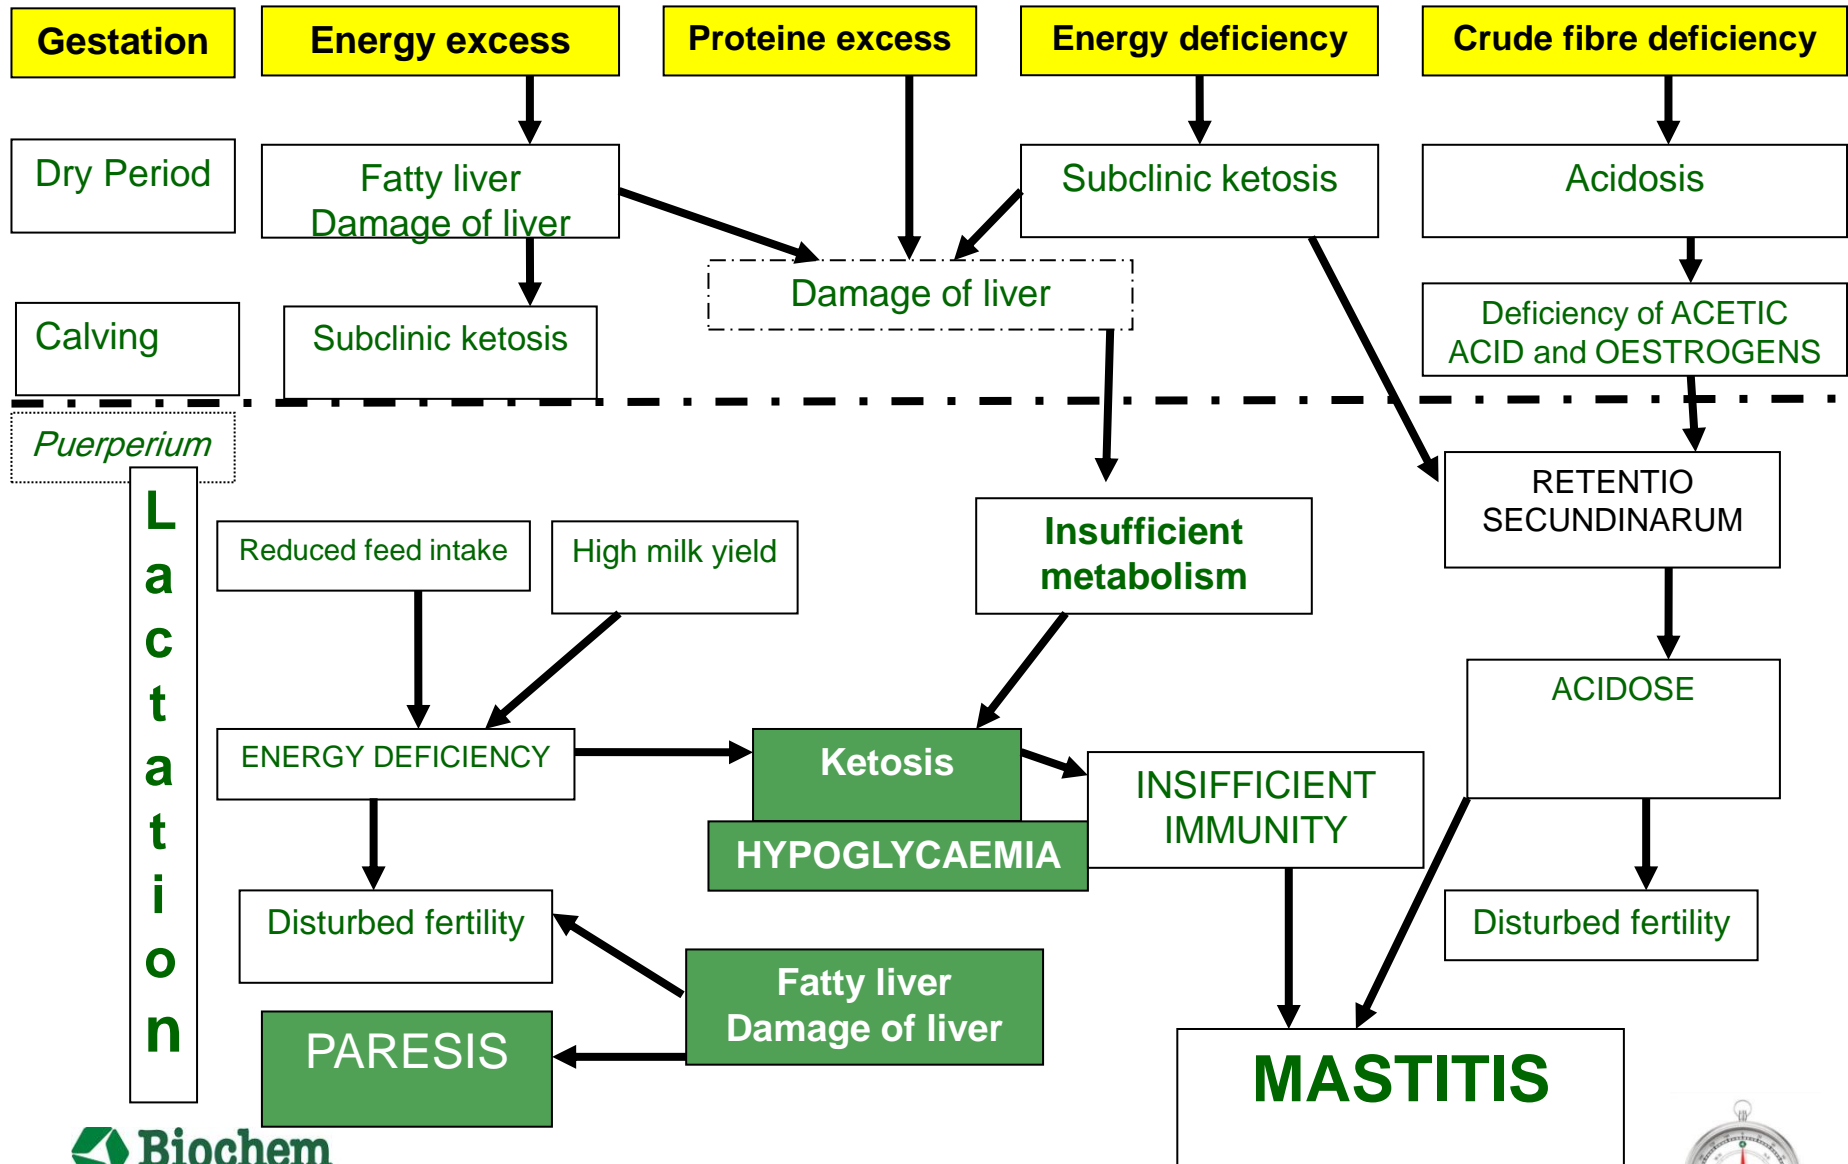 Gestation
Energy excess
Proteine excess
Energy deficiency
Crude fibre deficiency
Dry Period
Fatty liver
Damage of liver
Subclinic ketosis
Acidosis
Damage of liver
Calving
Subclinic ketosis
Deficiency of ACETIC
ACID and OESTROGENS
Puerperium
Lactation
RETENTIO
SECUNDINARUM
Reduced feed intake
High milk yield
Insufficient
metabolism
ACIDOSE
ENERGY DEFICIENCY
Ketosis
INSIFFICIENT
IMMUNITY
HYPOGLYCAEMIA
Disturbed fertility
Disturbed fertility
Fatty liver
Damage of liver
PARESIS
MASTITIS
Biochem